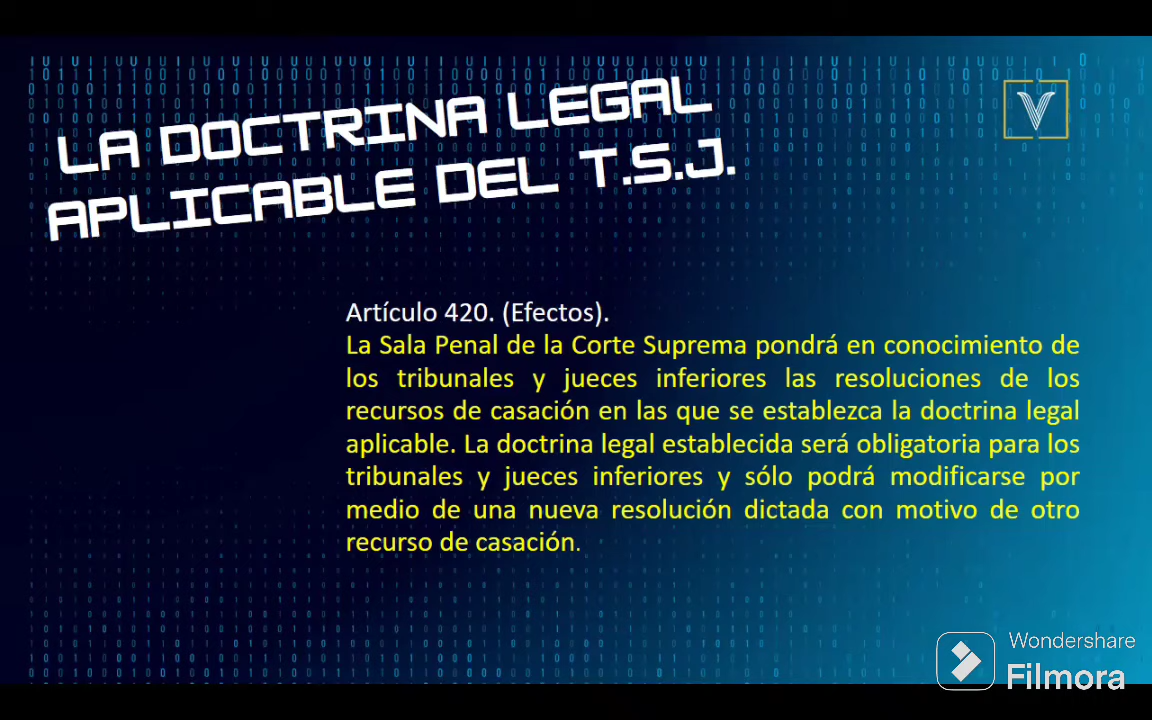 LA DOCTRINA LEGAL
APLICABLE DEL T.S.J.
Artículo 420. (Efectos).
La Sala Penal de la Corte Suprema pondrá en conocimiento de
los tribunales y jueces inferiores las resoluciones de los
recursos de casación en las que se establezca la doctrina legal
aplicable. La doctrina legal establecida será obligatoria para los
tribunales y jueces inferiores y sólo podrá modificarse por
medio de una nueva resolución dictada con motivo de otro
recurso de casación.
Wondershare
Filmora